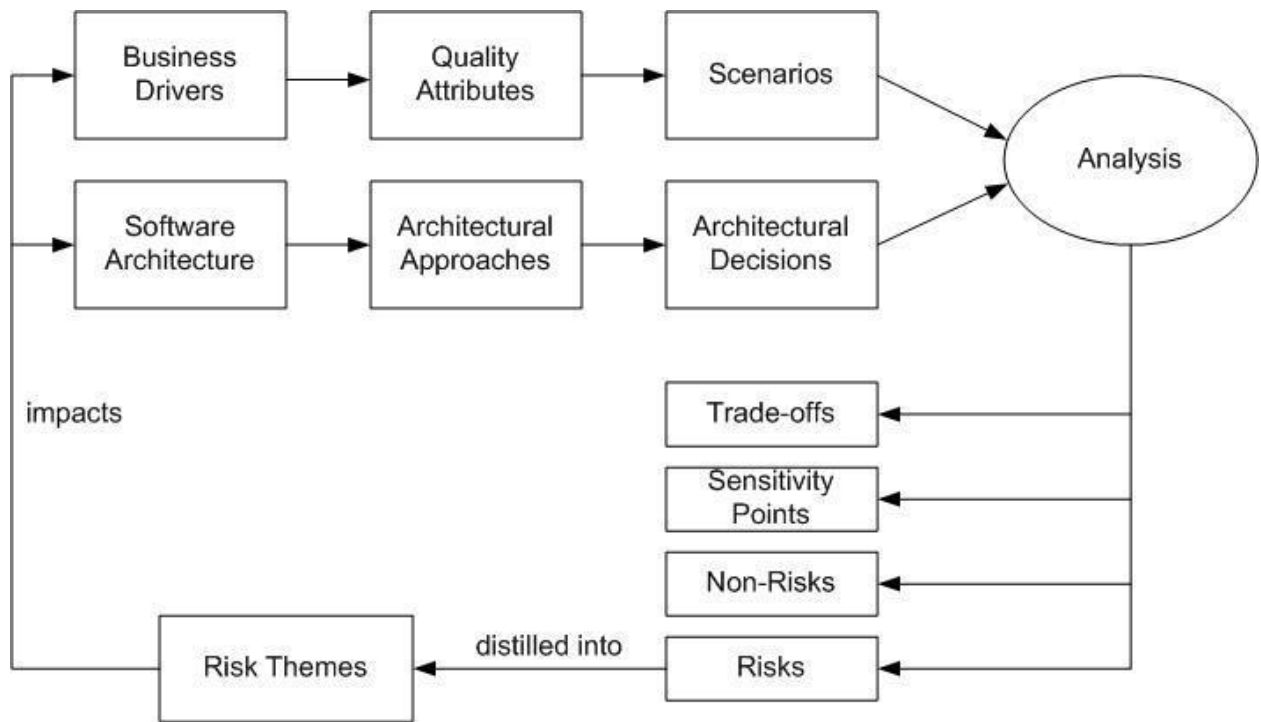 Business
Drivers
Quality
Attributes
Scenarios
Analysis
Software
Architecture
Architectural
Approaches
Architectural
Decisions
impacts
Trade-offs
Sensitivity
Points
Non-Risks
distilled into
Risks
Risk Themes